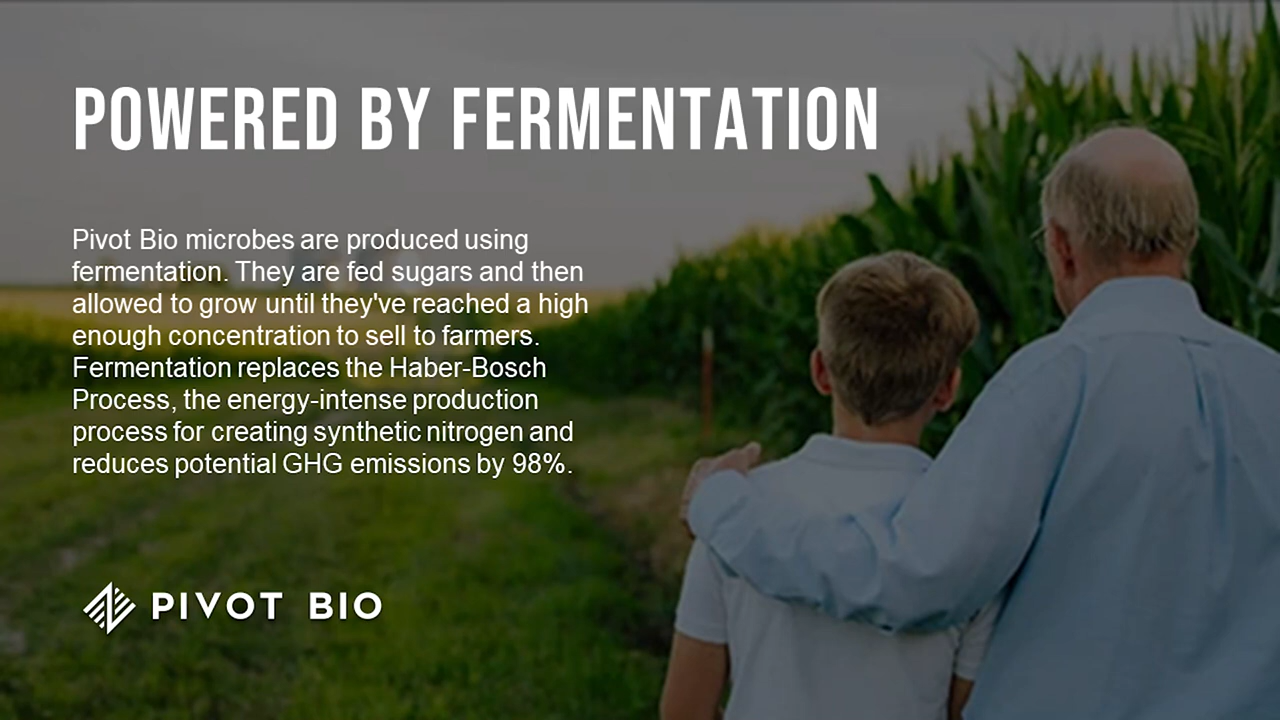 POWERED BY FERMENTATION
Pivot Bio microbes are produced using
fermentation. They are fed sugars and then
allowed to grow until they've reached a high
enough concentration to sell to farmers.
Fermentation replaces the Haber-Bosch
Process, the energy-intense production
process for creating synthetic nitrogen and
reduces potential GHG emissions by 98%.
PIVOT BIO